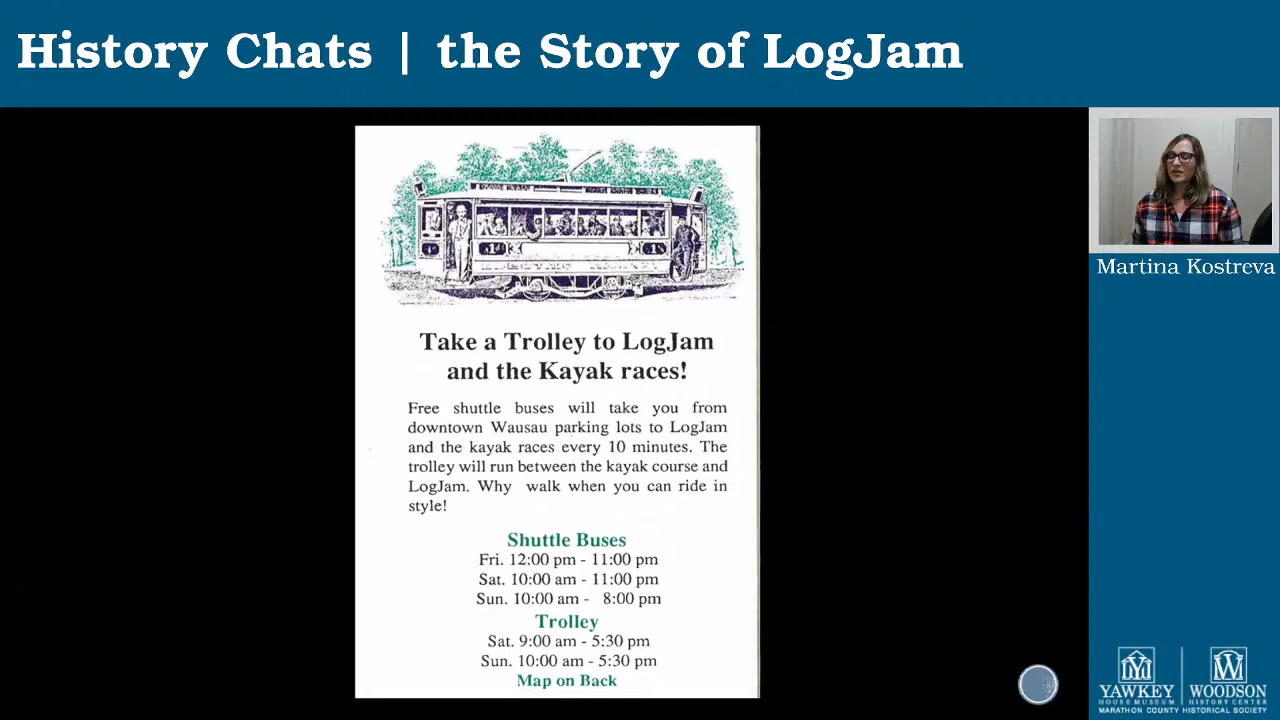 History Chats | the Story of LogJam
Take a Trolley to LogJam
and the Kayak races!
Free shuttle buses will take you from
downtown Wausau parking lots to LogJam
and the kayak races every 10 minutes. The
trolley will run between the kayak course and
LogJam. Why walk when you can ride in
style!
Shuttle Buses
Fri. 12:00 pm - 11:00 pm
Sat. 10:00 am - 11:00 pm
Sun. 10:00 am - 8:00 pm
Trolley
Sat. 9:00 am - 5:30 pm
Sun. 10:00 am - 5:30 pm
Map on Back
Martina Kostreva
YAWKEY
HOUSE MUSEUM
WOODSON
HISTORY CENTER
MARATHON COUNTY HISTORICAL SOCIETY